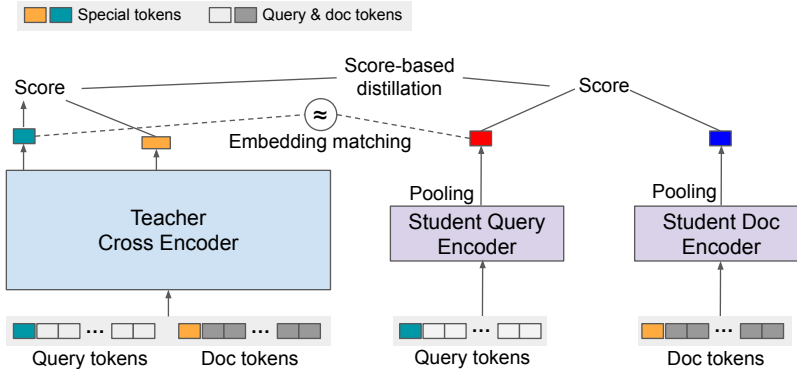 Special tokens
Query & doc tokens
Score
Score-based
distillation
Score
≈
Embedding matching
Pooling
Pooling
Teacher
Cross Encoder
Student Query
Encoder
Student Doc
Encoder
...
...
...
...
Query tokens
Doc tokens
Query tokens
Doc tokens